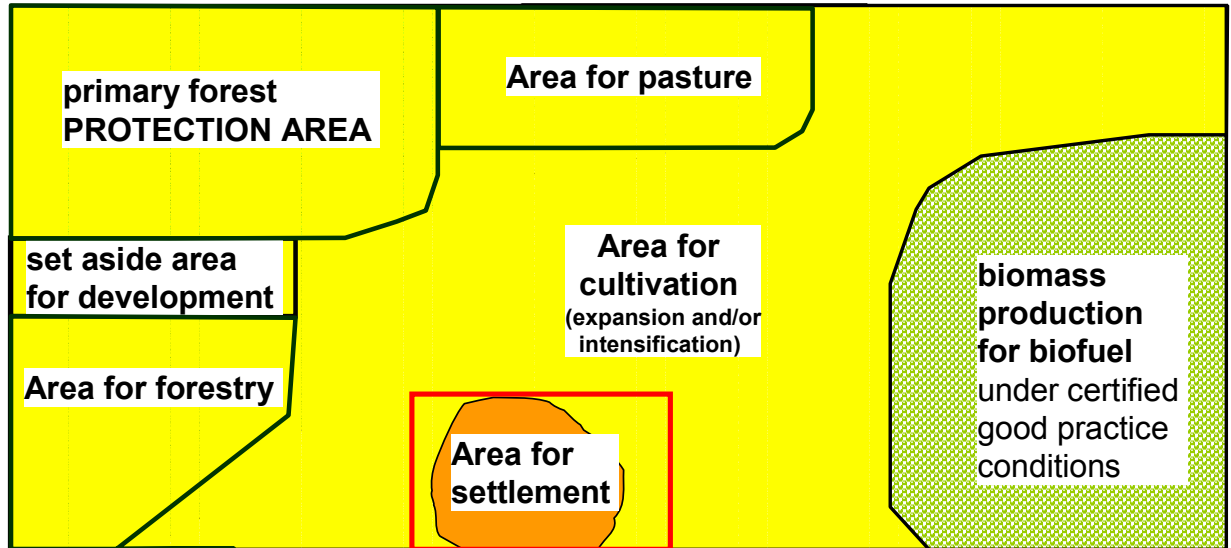 primary forest
PROTECTION AREA
Area for pasture
set aside area
for development
Area for forestry
Area for
cultivation
(expansion and/or
intensification)
Area for
settlement
biomass
production
for biofuel
under certified
good practice
conditions